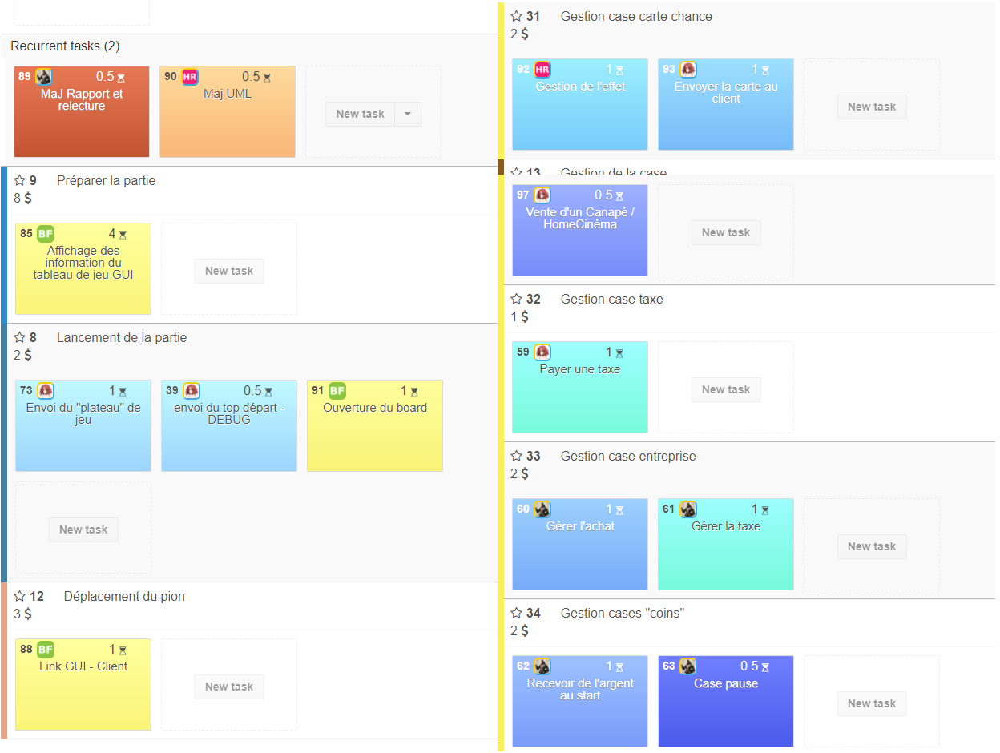 Recurrent tasks (2)
89 0.5
MaJ Rapport et
relecture
90 HR 0.5
Maj UML
New task
9 Préparer la partie
8 $
85 BF 4
Affichage des
information du
tableau de jeu GUI
New task
8 Lancement de la partie
2 $
73 1
Envoi du "plateau" de
jeu
39 0.5
envoi du top départ -
DEBUG
91 BF 1
Ouverture du board
New task
12 Déplacement du pion
3 $
88 BF 1
Link GUI - Client
New task
31 Gestion case carte chance
2 $
92 HR 1
Gestion de l'effet
93 1
Envoyer la carte au
client
New task
13 Gestion de la case
97 0.5
Vente d'un Canapé /
HomeCinéma
New task
32 Gestion case taxe
1 $
59 1
Payer une taxe
New task
33 Gestion case entreprise
2 $
60 1
Gérer l'achat
61 1
Gérer la taxe
New task
34 Gestion cases "coins"
2 $
62 1
Recevoir de l'argent
au start
63 0.5
Case pause
New task